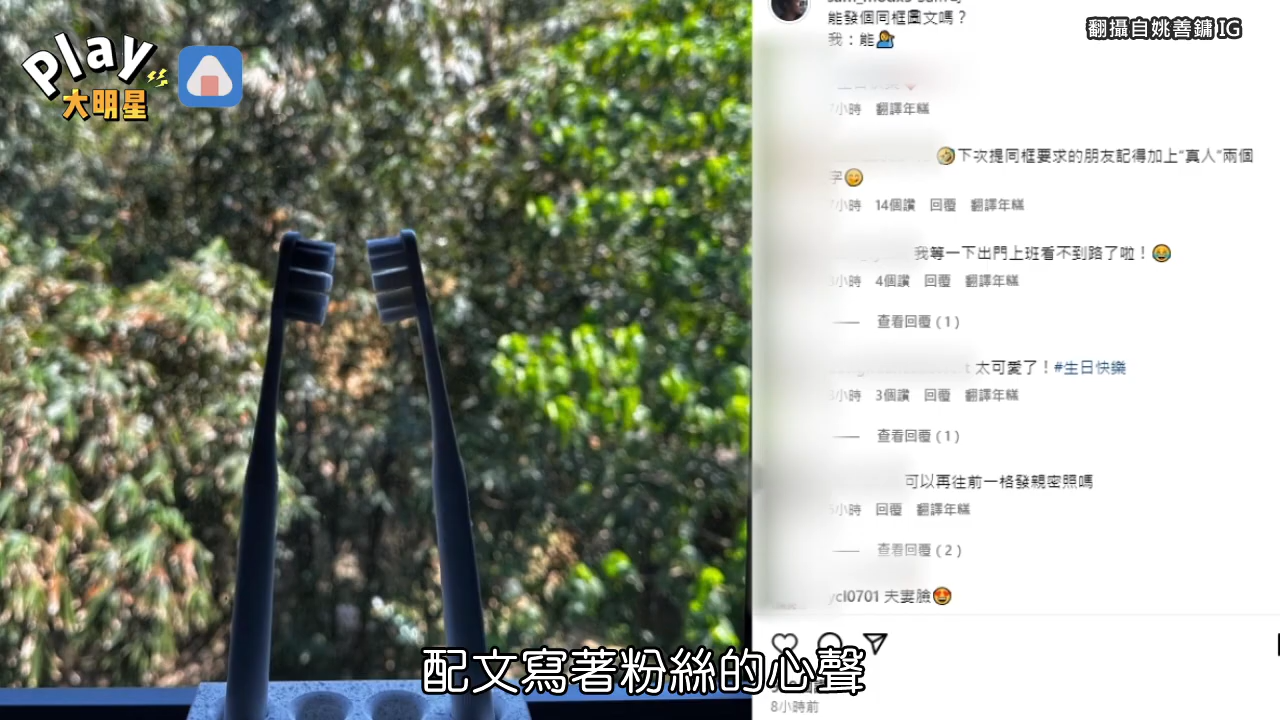 Play
大明星
翻攝自姚善鏞 IG
能發個同框圖文嗎？
我：能
小時 翻譯年糕
下次提同框要求的朋友記得加上“真人”兩個
字
小時 14個讚 回覆 翻譯年糕
我等一下出門上班看不到路了啦！
小時 4個讚 回覆 翻譯年糕
查看回覆 (1)
太可愛了！#生日快樂
小時 3個讚 回覆 翻譯年糕
查看回覆 (1)
可以再往前一格發親密照嗎
小時 回覆 翻譯年糕
查看回覆 (2)
ycl0701 夫妻臉
配文寫著粉絲的心聲
8小時前